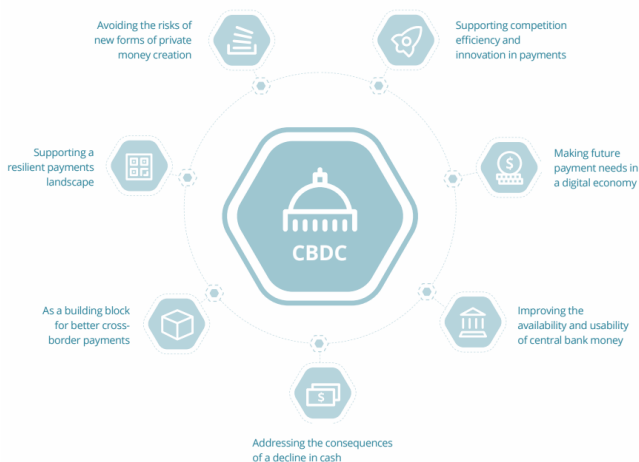 Avoiding the risks of
new forms of private
money creation
Supporting competition
efficiency and
innovation in payments
Supporting a
resilient payments
landscape
Making future
payment needs in
a digital economy
$
CBDC
As a building block
for better cross-
border payments
Improving the
availability and usability
of central bank money
$
Addressing the consequences
of a decline in cash